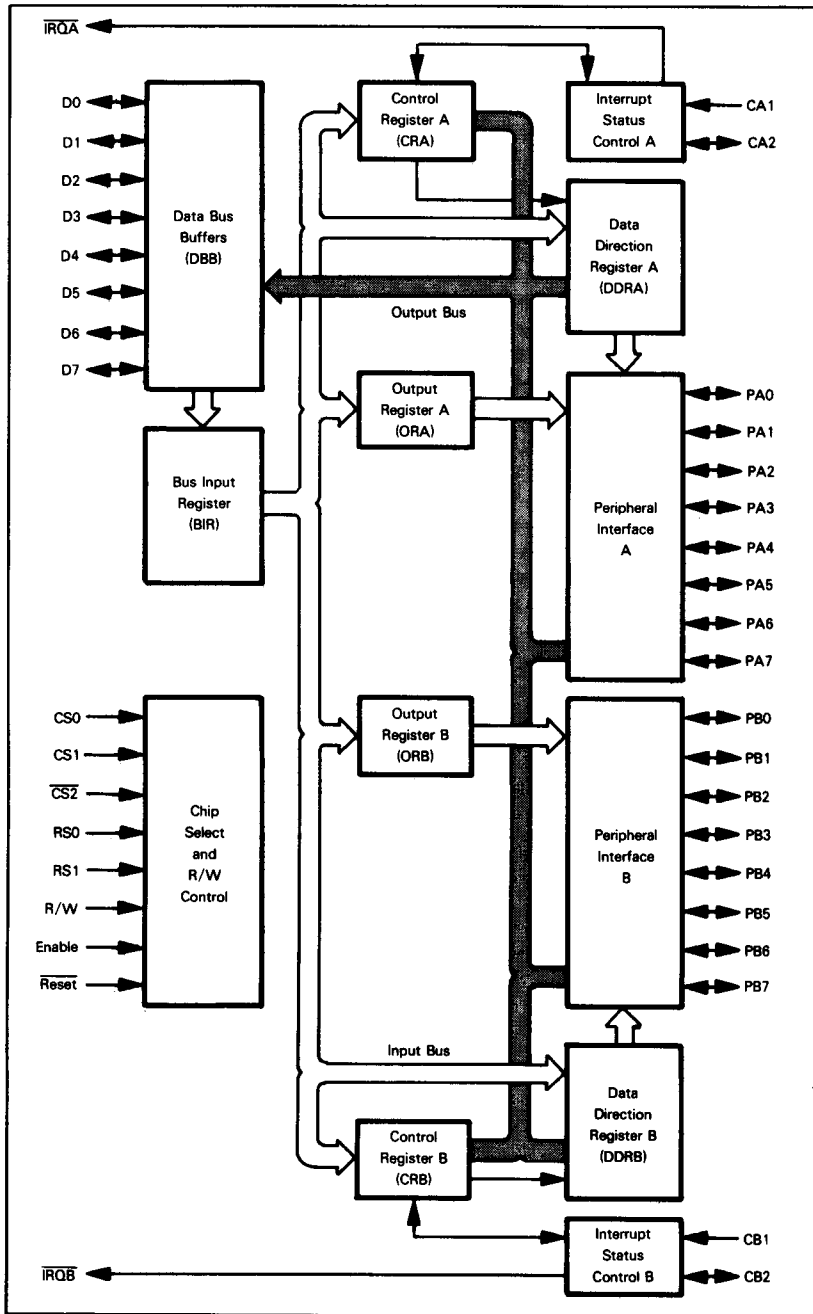 IRQA
D0
D1
D2
D3
D4
D5
D6
D7
Data Bus
Buffers
(DBB)
Control
Register A
(CRA)
Interrupt
Status
Control A
CA1
CA2
Data
Direction
Register A
(DDRA)
Output Bus
Bus Input
Register
(BIR)
Output
Register A
(ORA)
Peripheral
Interface
A
PA0
PA1
PA2
PA3
PA4
PA5
PA6
PA7
CS0
CS1
CS2
RS0
RS1
R/W
Enable
Reset
Chip
Select
and
R/W
Control
Output
Register B
(ORB)
Peripheral
Interface
B
PB0
PB1
PB2
PB3
PB4
PB5
PB6
PB7
Input Bus
Control
Register B
(CRB)
Data
Direction
Register B
(DDRB)
Interrupt
Status
Control B
CB1
CB2
IRQB